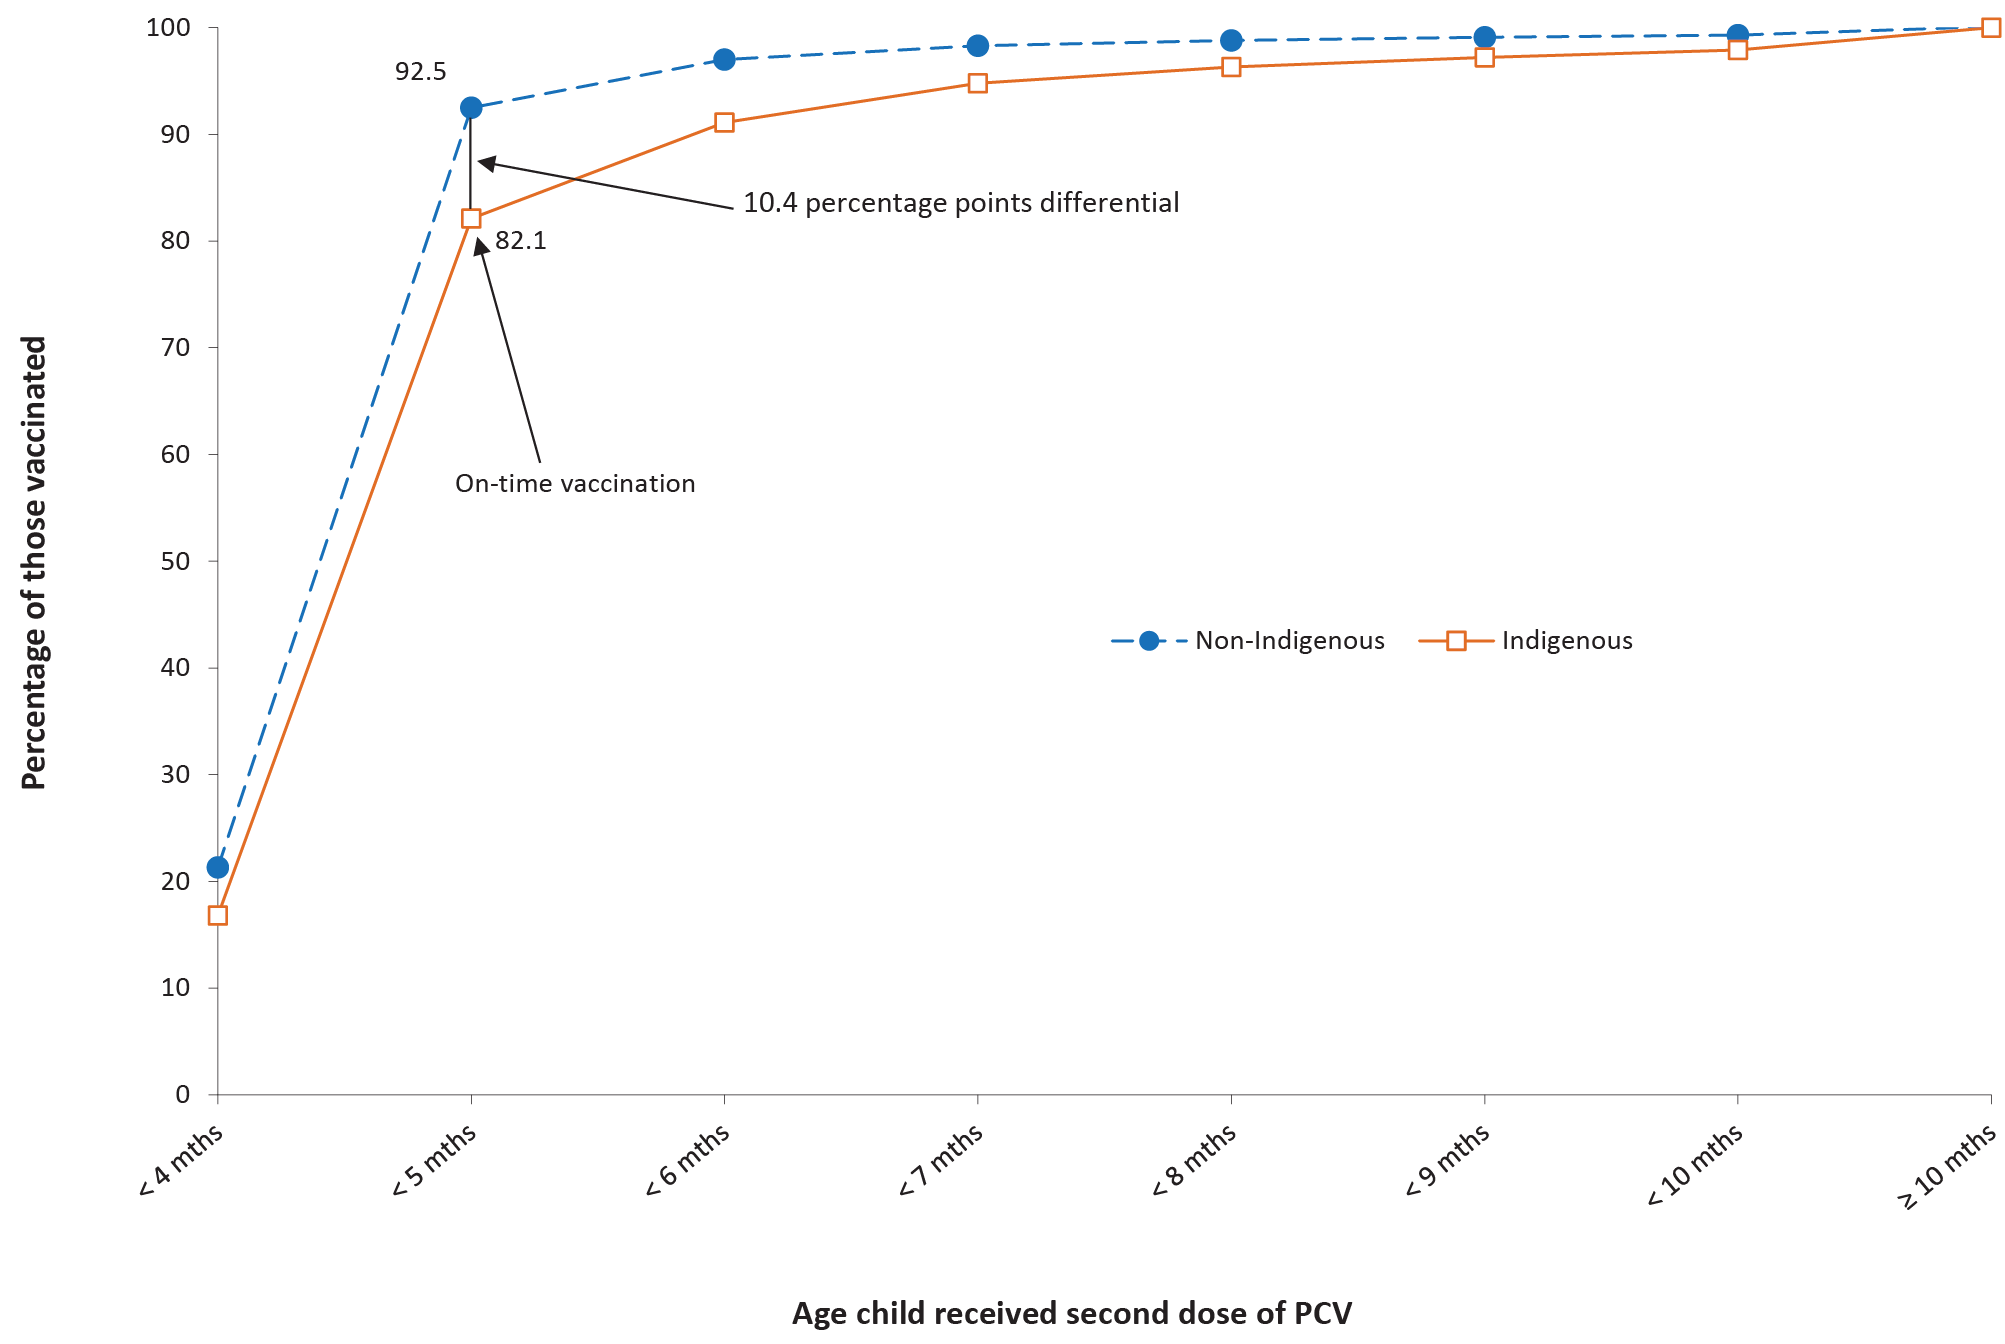 100
90
80
70
60
50
40
30
20
10
0
Percentage of those vaccinated
92.5
10.4 percentage points differential
82.1
On-time vaccination
Non-Indigenous
Indigenous
< 4 mths
< 5 mths
< 6 mths
< 7 mths
< 8 mths
< 9 mths
< 10 mths
≥ 10 mths
Age child received second dose of PCV